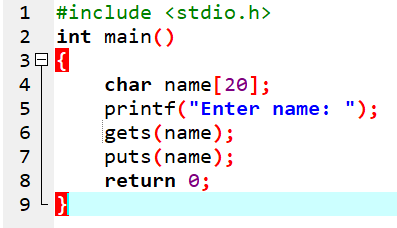 1 #include <stdio.h>
2 int main()
3 {
4     char name[20];
5     printf("Enter name: ");
6     gets(name);
7     puts(name);
8     return 0;
9 }